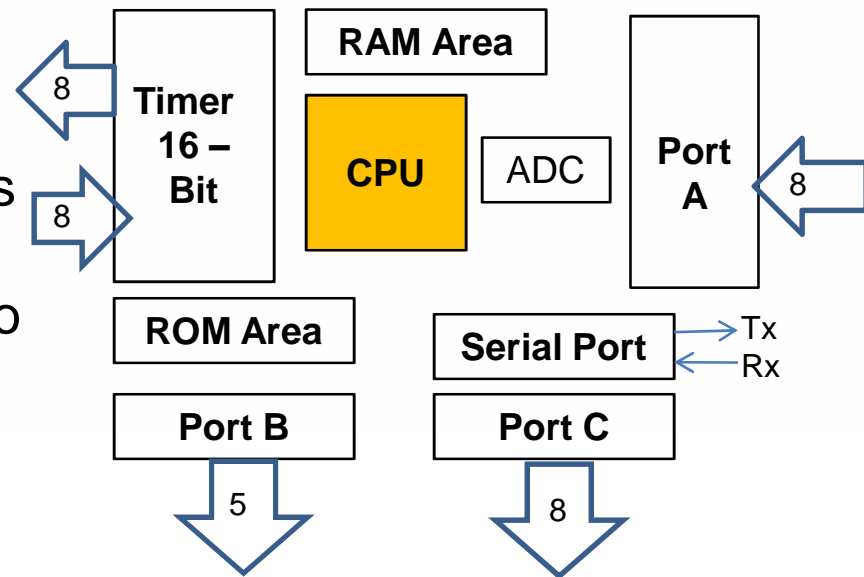 RAM Area
8
Timer
16 –
Bit
CPU
ADC
Port
A
8
s
8
o
ROM Area
Serial Port
Tx
Rx
Port B
Port C
5
8